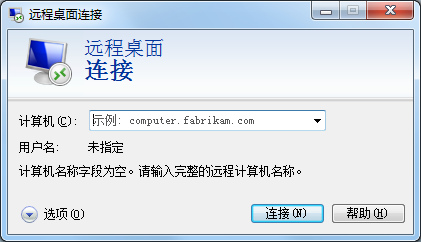 远程桌面连接
远程桌面
连接
计算机(C): 示例: computer.fabrikam.com
用户名: 未指定
计算机名称字段为空。请输入完整的远程计算机名称。
选项(O) 连接(N) 帮助(H)